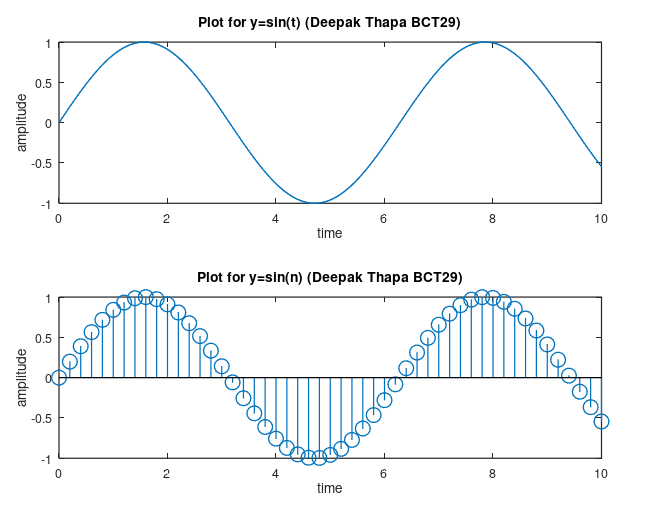 Plot for y=sin(t) (Deepak Thapa BCT29)
1
0.5
0
-0.5
-1
amplitude
0 2 4 6 8 10
time
Plot for y=sin(n) (Deepak Thapa BCT29)
1
0.5
0
-0.5
-1
amplitude
0 2 4 6 8 10
time